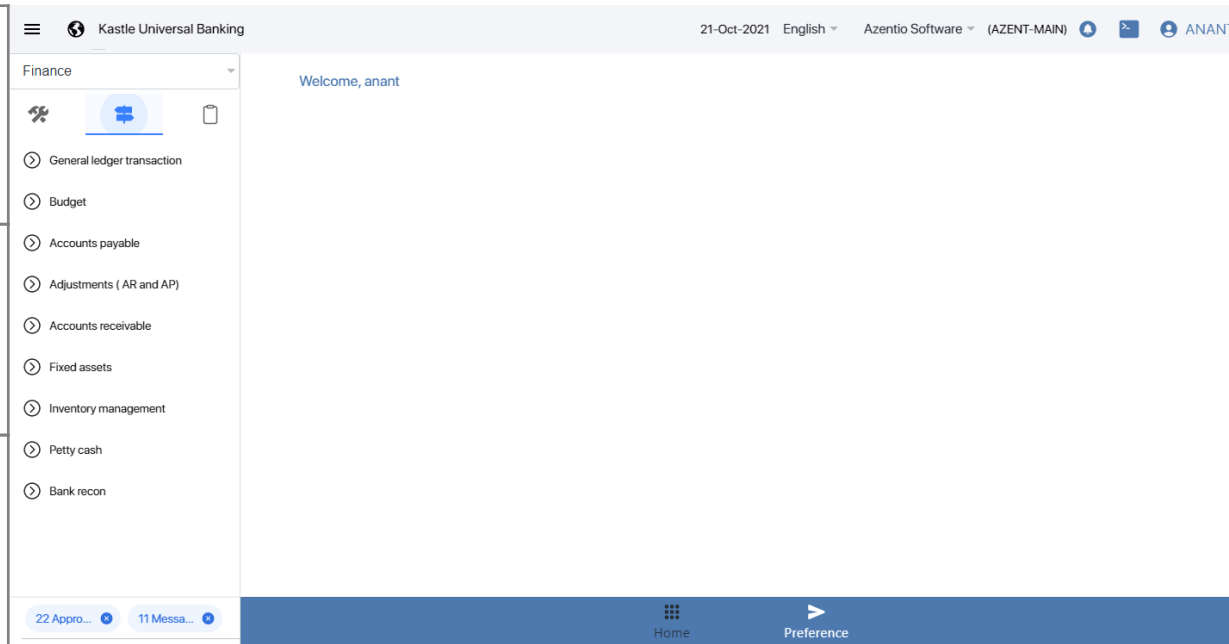 Kastle Universal Banking 21-Oct-2021 English Azentio Software (AZENT-MAIN) ANANT
Finance
Welcome, anant
General ledger transaction
Budget
Accounts payable
Adjustments ( AR and AP)
Accounts receivable
Fixed assets
Inventory management
Petty cash
Bank recon
22 Appro... 11 Messa...
Home Preference